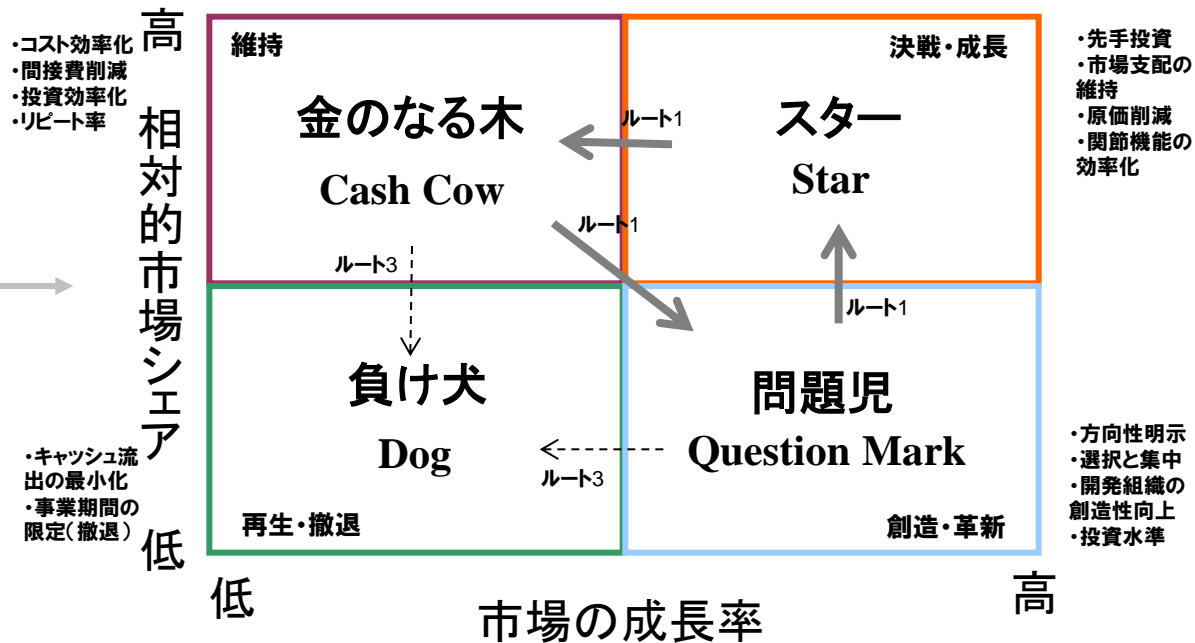 高
相対的市場シェア
低
・コスト効率化
・間接費削減
・投資効率化
・リピート率
維持
金のなる木
Cash Cow
決戦・成長
スター
Star
ルート1
・先手投資
・市場支配の
維持
・原価削減
・関節機能の
効率化
ルート1
ルート3
ルート1
負け犬
Dog
再生・撤退
ルート3
問題児
Question Mark
創造・革新
・キャッシュ流
出の最小化
・事業期間の
限定(撤退)
・方向性明示
・選択と集中
・開発組織の
創造性向上
・投資水準
低
市場の成長率
高